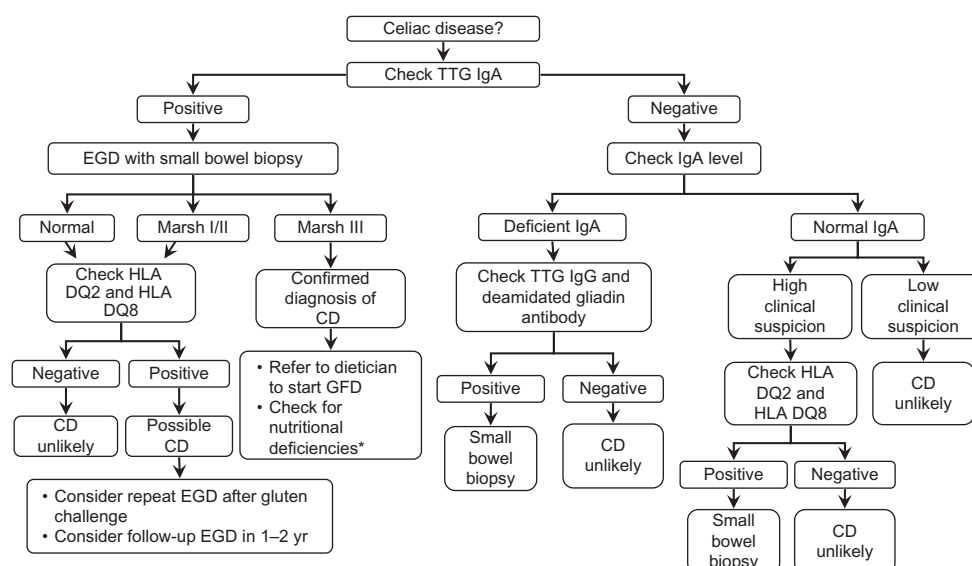 Celiac disease?
Check TTG IgA
Positive
Negative
EGD with small bowel biopsy
Check IgA level
Normal
Marsh I/II
Marsh III
Deficient IgA
Normal IgA
Check HLA
DQ2 and HLA
DQ8
Confirmed
diagnosis of
CD
Check TTG IgG and
deamidated gliadin
antibody
High
clinical
suspicion
Low
clinical
suspicion
Negative
Positive
• Refer to dietician
to start GFD
• Check for
nutritional
deficiencies*
Positive
Negative
Check HLA
DQ2 and
HLA DQ8
CD
unlikely
CD
unlikely
Possible
CD
Small
bowel
biopsy
CD
unlikely
Positive
Negative
• Consider repeat EGD after gluten
challenge
• Consider follow-up EGD in 1–2 yr
Small
bowel
biopsy
CD
unlikely